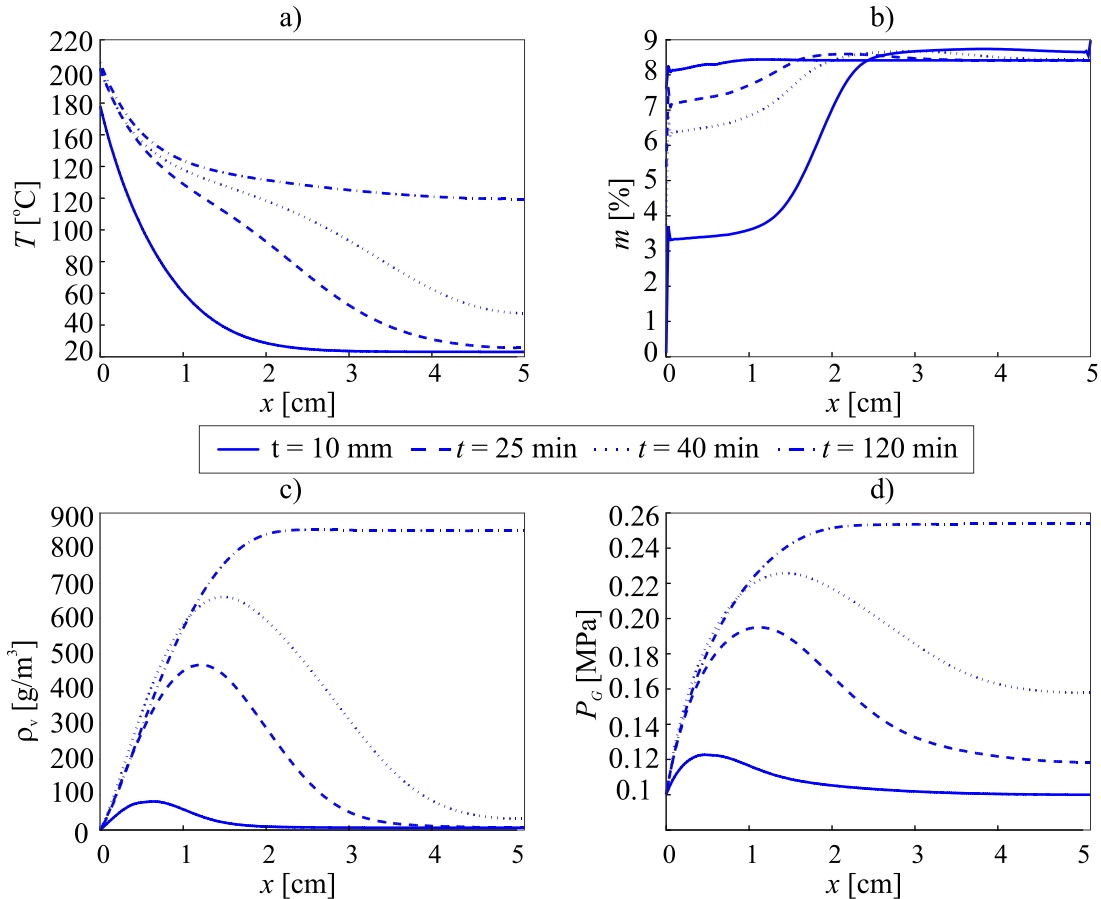 a)
220
200
180
160
120
120
100
80
60
40
20
T [°C]
0 1 2 3 4 5
x [cm]
b)
9
8
7
6
5
4
3
2
1
0
m [%]
0 1 2 3 4 5
x [cm]
t = 10 mm t = 25 min t = 40 min t = 120 min
c)
900
800
700
600
500
400
300
200
100
0
ρv [g/m³]
0 1 2 3 4 5
x [cm]
d)
0.26
0.24
0.22
0.20
0.18
0.16
0.12
0.12
0.1
PG [MPa]
0 1 2 3 4 5
x [cm]